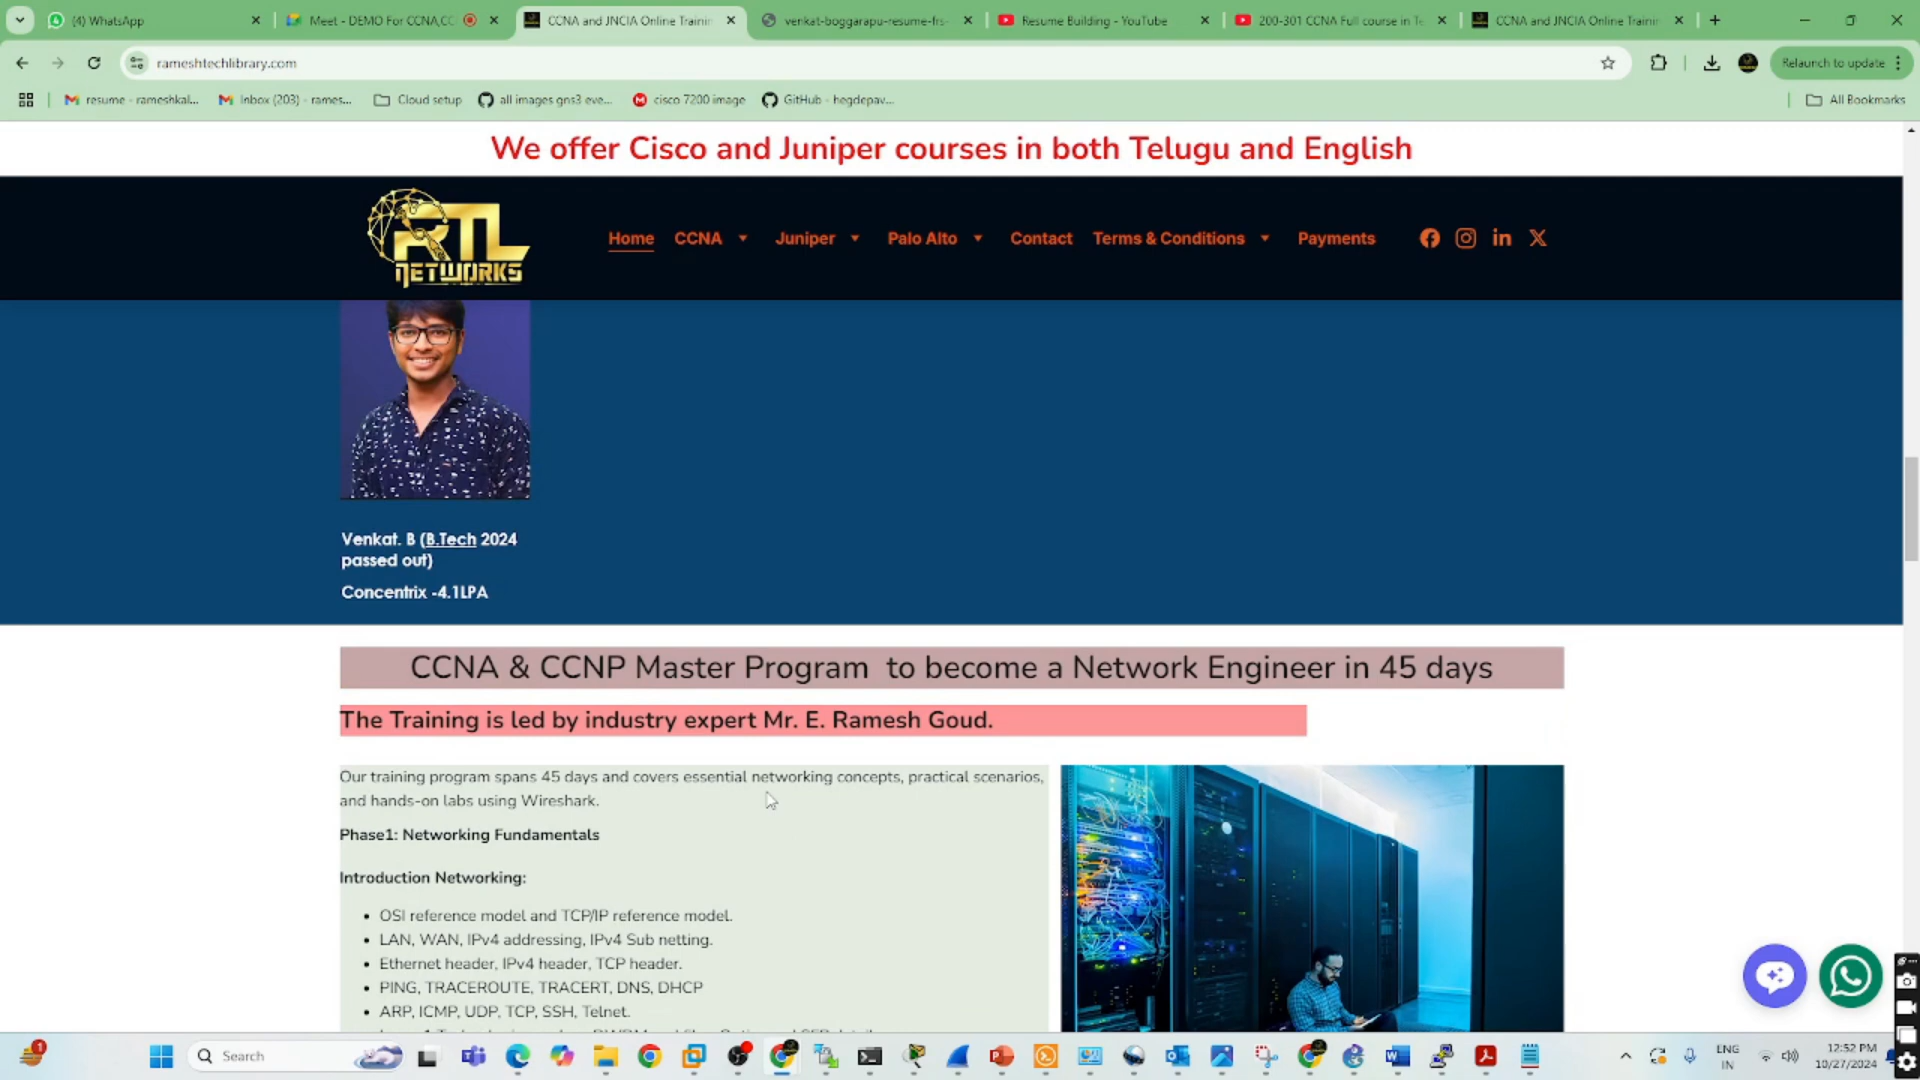 (4) WhatsApp
Meet - DEMO For CCNA,CC
CCNA and JNCIA Online Trainin
venkat-boggarapu-resume-frs-
Resume Building - YouTube
200-301 CCNA Full course in Te
CCNA and JNCIA Online Trainin
rameshtechlibrary.com
Relaunch to update
resume - rameshkal...
Inbox (203) - rames...
Cloud setup
all images gns3 eve...
cisco 7200 image
GitHub - hegdepav...
All Bookmarks
We offer Cisco and Juniper courses in both Telugu and English
RTL
NETWORKS
Home
CCNA
Juniper
Palo Alto
Contact
Terms & Conditions
Payments
Venkat. B (B.Tech 2024
passed out)
Concentrix -4.1LPA
CCNA & CCNP Master Program to become a Network Engineer in 45 days
The Training is led by industry expert Mr. E. Ramesh Goud.
Our training program spans 45 days and covers essential networking concepts, practical scenarios,
and hands-on labs using Wireshark.
Phase1: Networking Fundamentals
Introduction Networking:
• OSI reference model and TCP/IP reference model.
• LAN, WAN, IPv4 addressing, IPv4 Sub netting.
• Ethernet header, IPv4 header, TCP header.
• PING, TRACEROUTE, TRACERT, DNS, DHCP
• ARP, ICMP, UDP, TCP, SSH, Telnet.
1
Search
ENG
IN
12:52 PM
10/27/2024